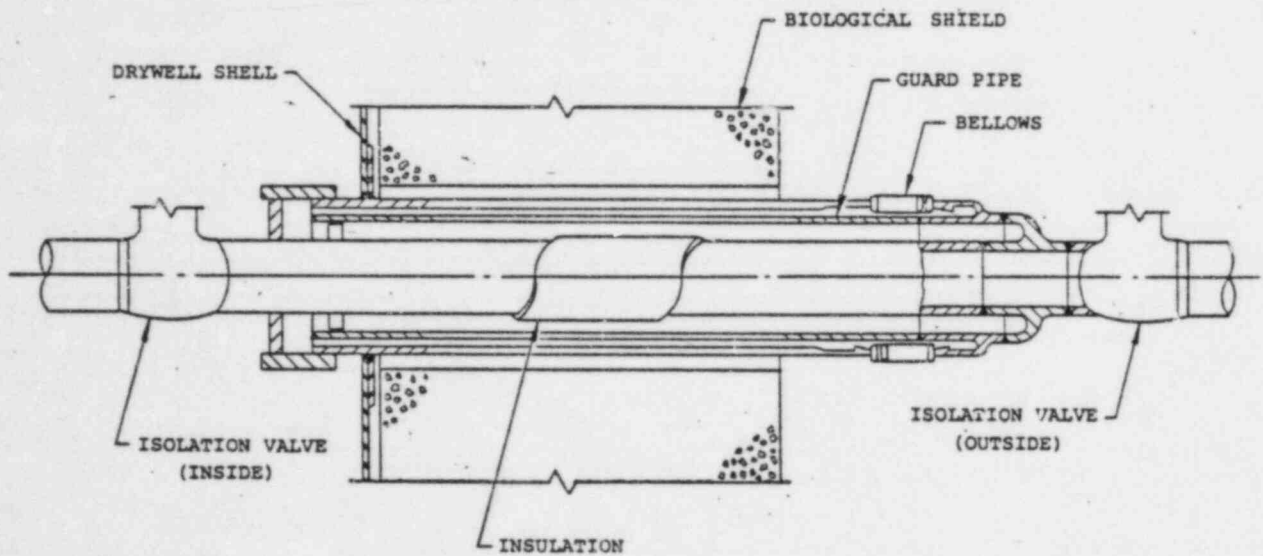 BIOLOGICAL SHIELD
DRYWELL SHELL
GUARD PIPE
BELLOWS
ISOLATION VALVE
(INSIDE)
ISOLATION VALVE
(OUTSIDE)
INSULATION